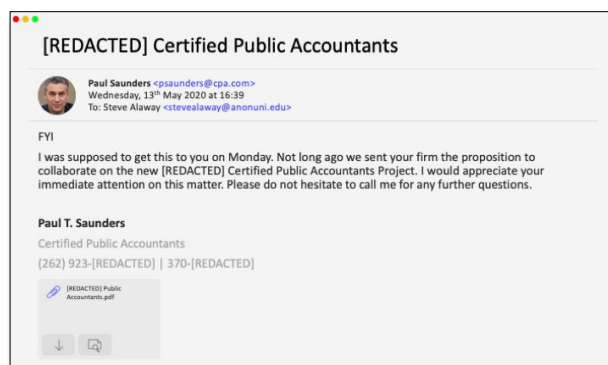 [REDACTED] Certified Public Accountants
Paul Saunders <psaunders@cpa.com>
Wednesday, 13th May 2020 at 16:39
To: Steve Alaway <stevealaway@anonuni.edu>
FYI
I was supposed to get this to you on Monday. Not long ago we sent your firm the proposition to
collaborate on the new [REDACTED] Certified Public Accountants Project. I would appreciate your
immediate attention on this matter. Please do not hesitate to call me for any further questions.
Paul T. Saunders
Certified Public Accountants
(262) 923-[REDACTED] | 370-[REDACTED]
[REDACTED] Public
Accountants.pdf